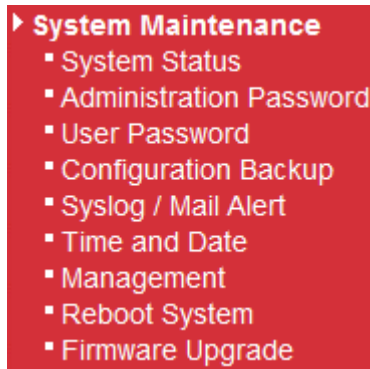 System Maintenance
System Status
Administration Password
User Password
Configuration Backup
Syslog / Mail Alert
Time and Date
Management
Reboot System
Firmware Upgrade